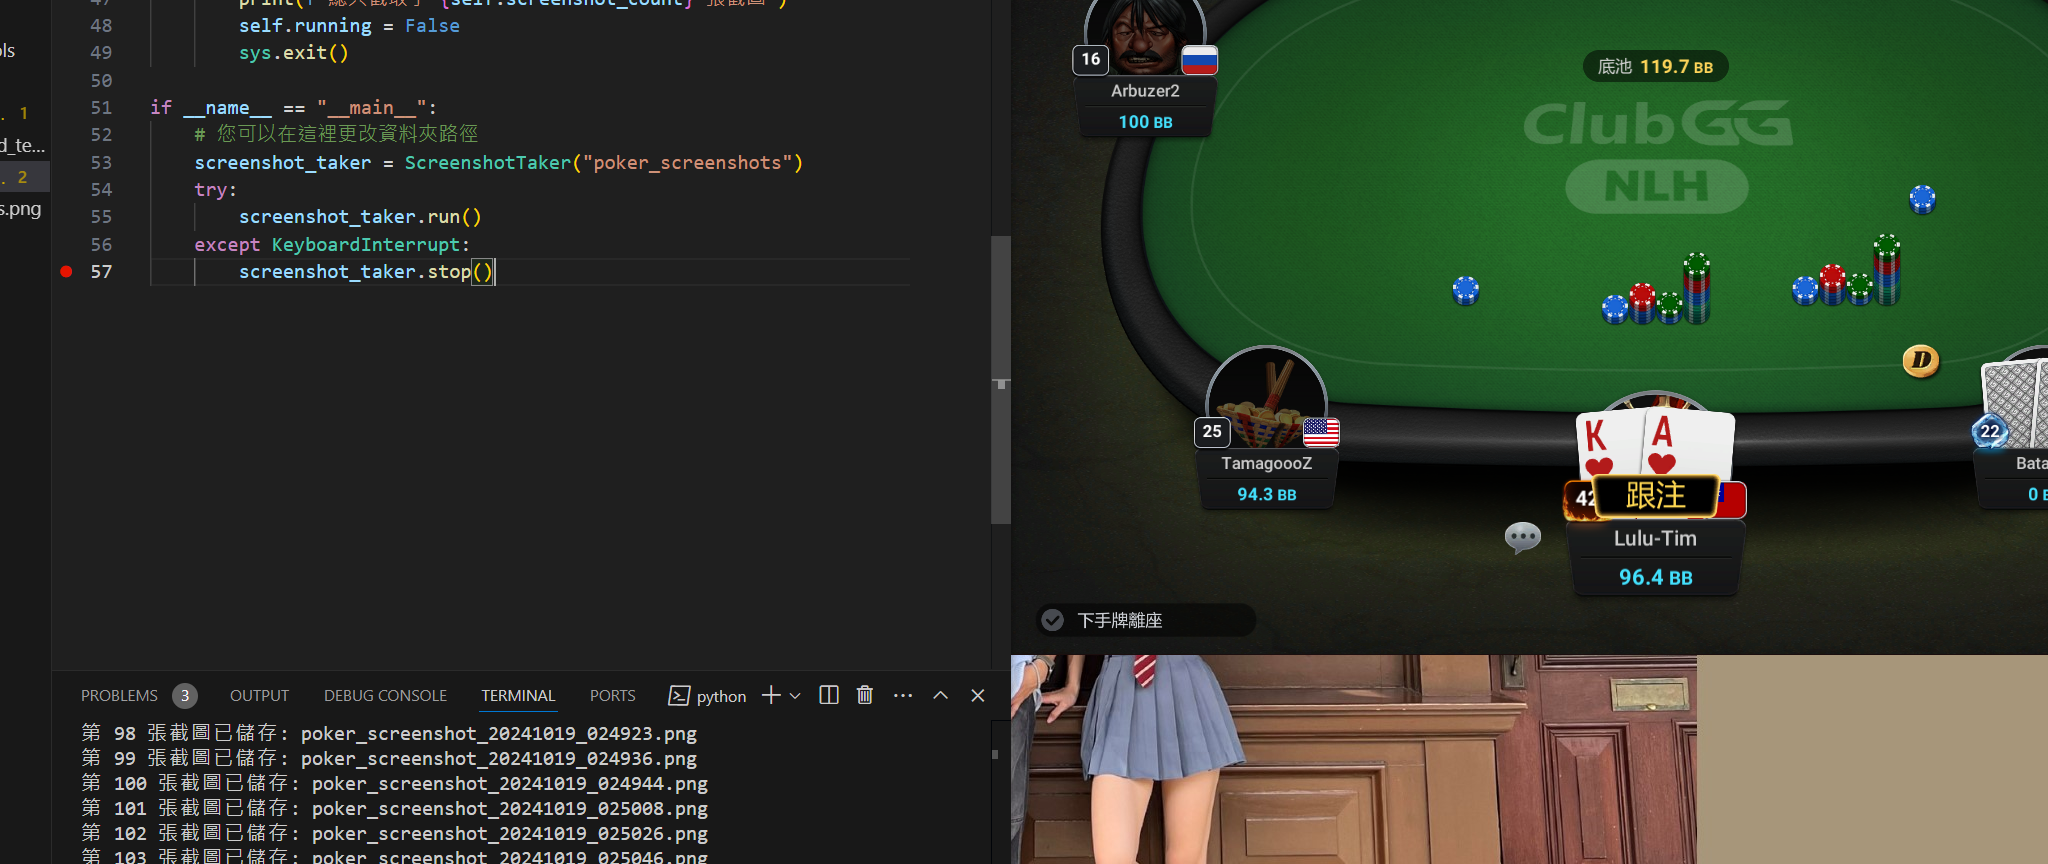 ols
. 1
d_te...
. 2
s.png
47 print(f"總共截取了 {self.screenshot_count} 張截圖")
48 self.running = False
49 sys.exit()
50
51 if __name__ == "__main__":
52 # 您可以在這裡更改資料夾路徑
53 screenshot_taker = ScreenshotTaker("poker_screenshots")
54 try:
55 screenshot_taker.run()
56 except KeyboardInterrupt:
57 screenshot_taker.stop()
PROBLEMS 3 OUTPUT DEBUG CONSOLE TERMINAL PORTS python
第 98 張截圖已儲存: poker_screenshot_20241019_024923.png
第 99 張截圖已儲存: poker_screenshot_20241019_024936.png
第 100 張截圖已儲存: poker_screenshot_20241019_024944.png
第 101 張截圖已儲存: poker_screenshot_20241019_025008.png
第 102 張截圖已儲存: poker_screenshot_20241019_025026.png
第 103 張截圖已儲存: poker_screenshot_20241019_025046.png
16
Arbuzer2
100 BB
底池 119.7 BB
ClubGG
NLH
D
25
TamagoooZ
94.3 BB
K A
42
跟注
Lulu-Tim
96.4 BB
22
Bata
0 B
下手牌離座